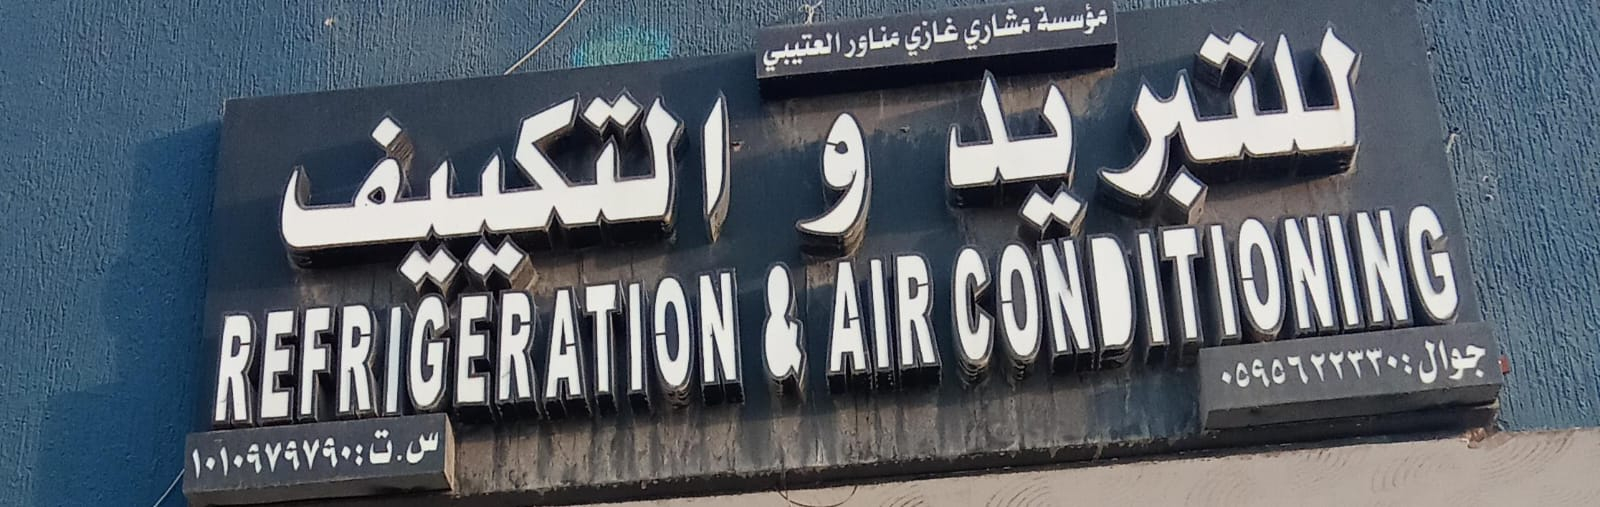 مؤسسة مشاري غازي مناور العتيبي
للتبريد و التكييف
REFRIGERATION & AIR CONDITIONING
جوال : ٠٥٩٥٦٢٢٣٣٠
س.ت : ١٠١٠٩٧٩٧٩٠